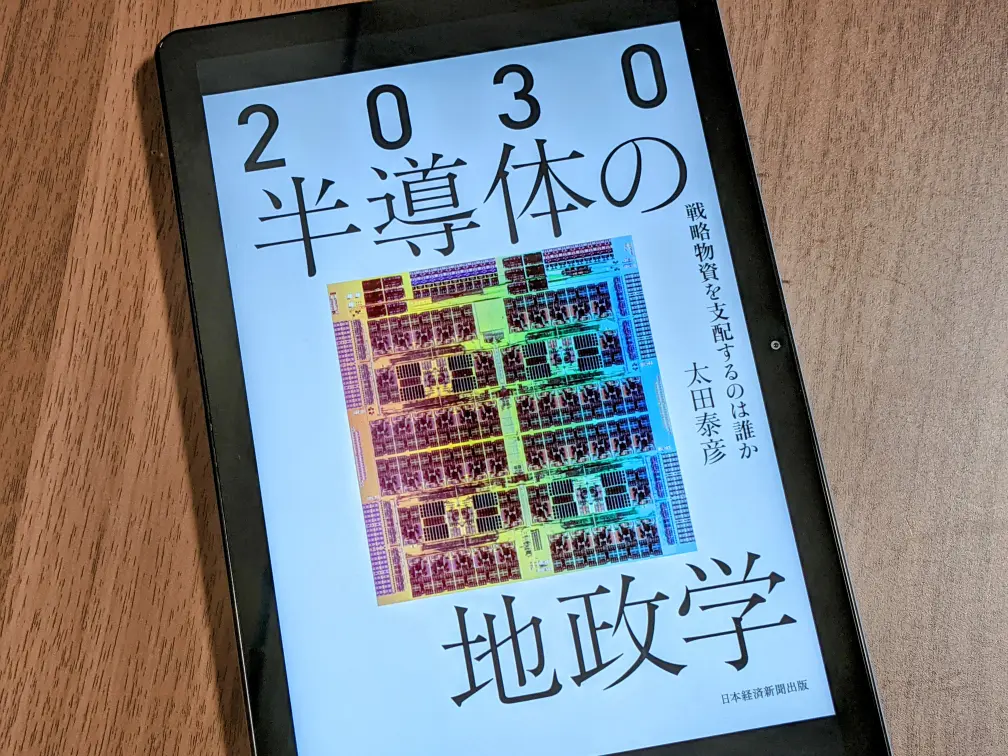 2030
半導体の
地政学
戦略物資を支配するのは誰か
太田泰彦
日本経済新聞出版